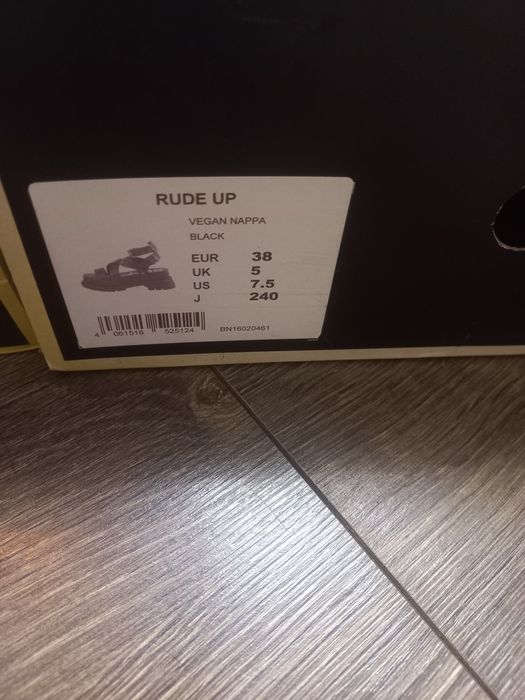 RUDE UP
VEGAN NAPPA
BLACK
EUR 38
UK 5
US 7.5
J 240
4 061516 525124
BN16020461